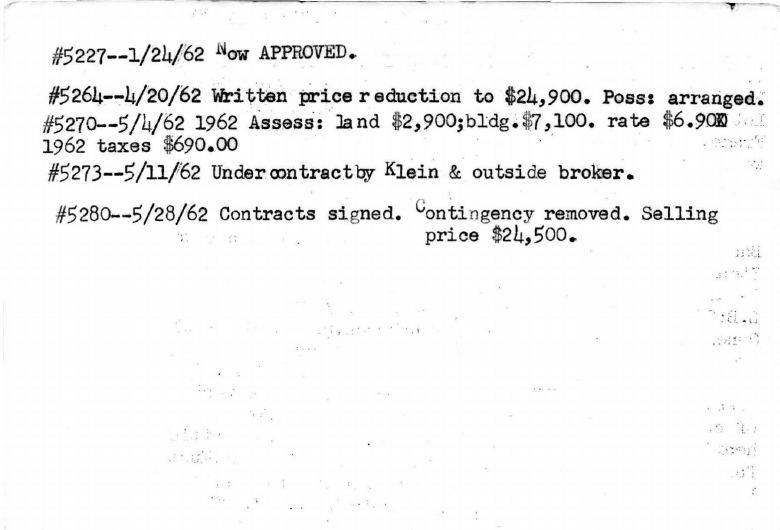 #5227--1/24/62 Now APPROVED.
#5264--4/20/62 Written price reduction to $24,900. Poss: arranged.
#5270--5/4/62 1962 Assess: land $2,900;bldg.$7,100. rate $6.90
1962 taxes $690.00
#5273--5/11/62 Under contract by Klein & outside broker.
#5280--5/28/62 Contracts signed. Contingency removed. Selling
price $24,500.